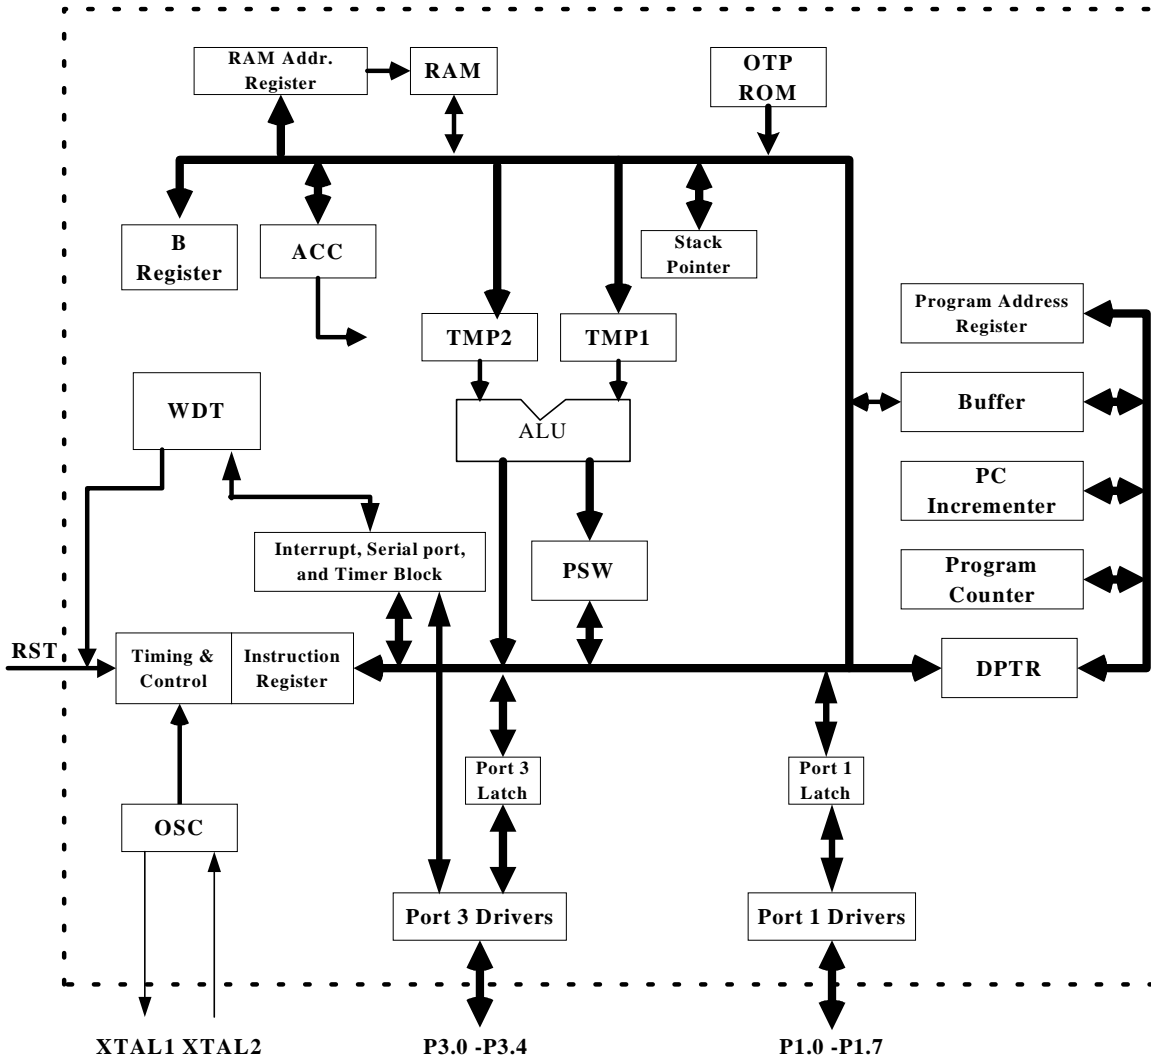 RAM Addr.
Register
RAM
OTP
ROM
B
Register
ACC
Stack
Pointer
Program Address
Register
TMP2
TMP1
WDT
Buffer
ALU
PC
Incrementer
Interrupt, Serial port,
and Timer Block
PSW
Program
Counter
RST
Timing &
Control
Instruction
Register
DPTR
Port 3
Latch
Port 1
Latch
OSC
Port 3 Drivers
Port 1 Drivers
XTAL1 XTAL2
P3.0 -P3.4
P1.0 -P1.7